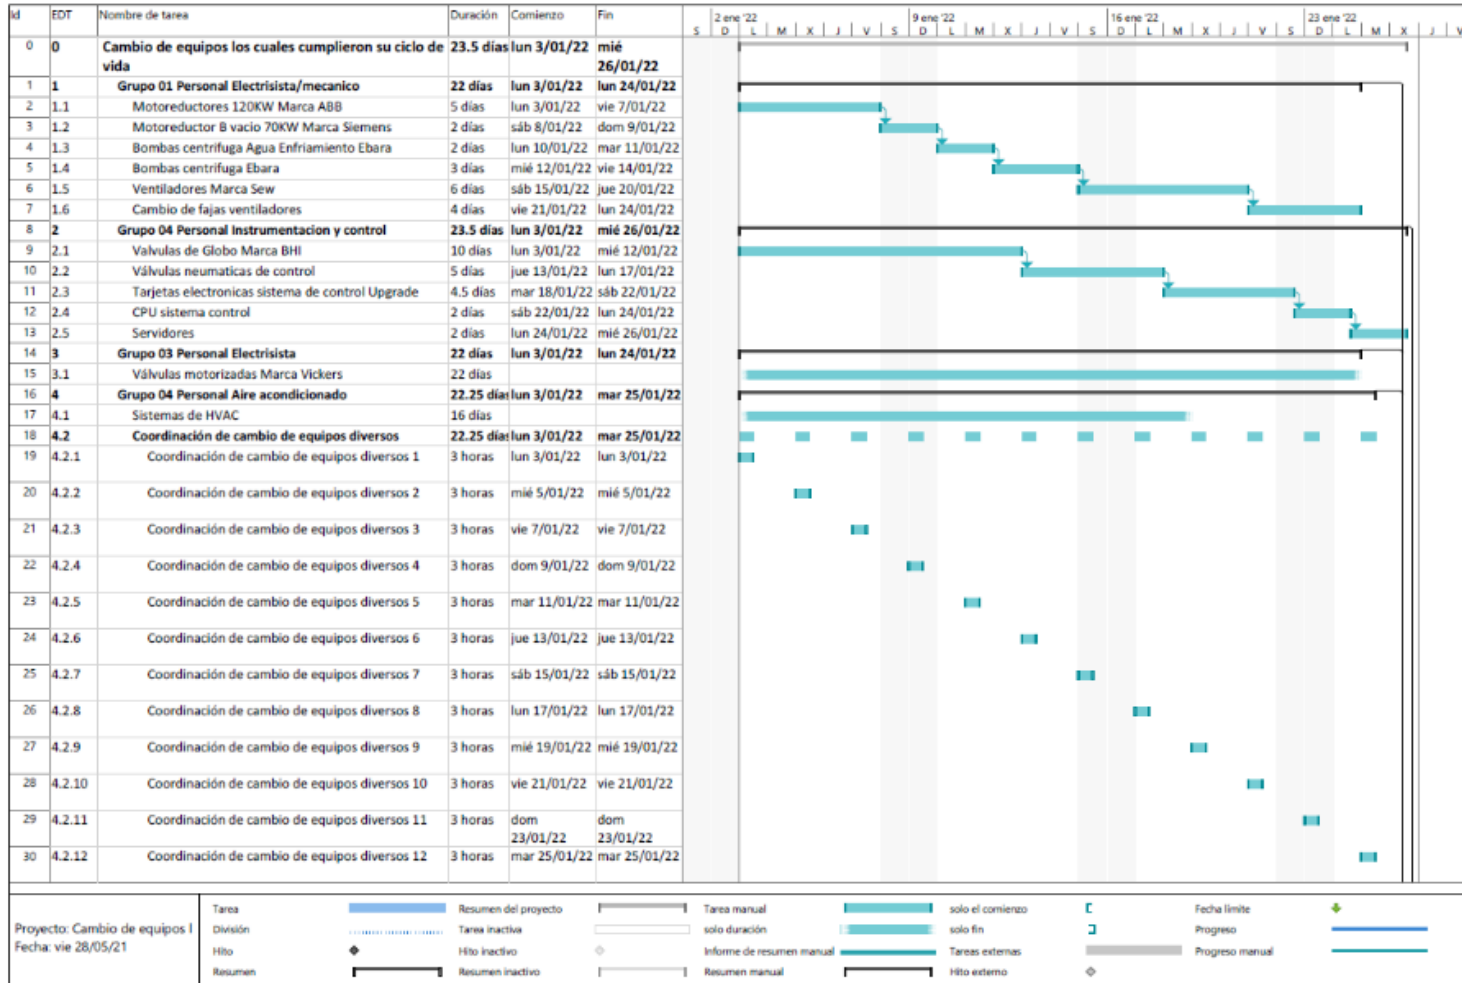 Id EDT Nombre de tarea Duración Comienzo Fin 2 ene '22 9 ene '22 16 ene '22 23 ene '22
S D L M X J V S D L M X J V S D L M X J V S D L M X J V
0 0 Cambio de equipos los cuales cumplieron su ciclo de 23.5 días lun 3/01/22 mié
vida 26/01/22
1 1 Grupo 01 Personal Electrisista/mecanico 22 días lun 3/01/22 lun 24/01/22
2 1.1 Motoreductores 120KW Marca ABB 5 días lun 3/01/22 vie 7/01/22
3 1.2 Motoreductor B vacio 70KW Marca Siemens 2 días sáb 8/01/22 dom 9/01/22
4 1.3 Bombas centrifuga Agua Enfriamiento Ebara 2 días lun 10/01/22 mar 11/01/22
5 1.4 Bombas centrifuga Ebara 3 días mié 12/01/22 vie 14/01/22
6 1.5 Ventiladores Marca Sew 6 días sáb 15/01/22 jue 20/01/22
7 1.6 Cambio de fajas ventiladores 4 días vie 21/01/22 lun 24/01/22
8 2 Grupo 04 Personal Instrumentacion y control 23.5 días lun 3/01/22 mié 26/01/22
9 2.1 Valvulas de Globo Marca BHI 10 días lun 3/01/22 mié 12/01/22
10 2.2 Válvulas neumaticas de control 5 días jue 13/01/22 lun 17/01/22
11 2.3 Tarjetas electronicas sistema de control Upgrade 4.5 días mar 18/01/22 sáb 22/01/22
12 2.4 CPU sistema control 2 días sáb 22/01/22 lun 24/01/22
13 2.5 Servidores 2 días lun 24/01/22 mié 26/01/22
14 3 Grupo 03 Personal Electrisista 22 días lun 3/01/22 lun 24/01/22
15 3.1 Válvulas motorizadas Marca Vickers 22 días
16 4 Grupo 04 Personal Aire acondicionado 22.25 días lun 3/01/22 mar 25/01/22
17 4.1 Sistemas de HVAC 16 días
18 4.2 Coordinación de cambio de equipos diversos 22.25 días lun 3/01/22 mar 25/01/22
19 4.2.1 Coordinación de cambio de equipos diversos 1 3 horas lun 3/01/22 lun 3/01/22
20 4.2.2 Coordinación de cambio de equipos diversos 2 3 horas mié 5/01/22 mié 5/01/22
21 4.2.3 Coordinación de cambio de equipos diversos 3 3 horas vie 7/01/22 vie 7/01/22
22 4.2.4 Coordinación de cambio de equipos diversos 4 3 horas dom 9/01/22 dom 9/01/22
23 4.2.5 Coordinación de cambio de equipos diversos 5 3 horas mar 11/01/22 mar 11/01/22
24 4.2.6 Coordinación de cambio de equipos diversos 6 3 horas jue 13/01/22 jue 13/01/22
25 4.2.7 Coordinación de cambio de equipos diversos 7 3 horas sáb 15/01/22 sáb 15/01/22
26 4.2.8 Coordinación de cambio de equipos diversos 8 3 horas lun 17/01/22 lun 17/01/22
27 4.2.9 Coordinación de cambio de equipos diversos 9 3 horas mié 19/01/22 mié 19/01/22
28 4.2.10 Coordinación de cambio de equipos diversos 10 3 horas vie 21/01/22 vie 21/01/22
29 4.2.11 Coordinación de cambio de equipos diversos 11 3 horas dom dom
23/01/22 23/01/22
30 4.2.12 Coordinación de cambio de equipos diversos 12 3 horas mar 25/01/22 mar 25/01/22
Proyecto: Cambio de equipos l
Fecha: vie 28/05/21
Tarea Resumen del proyecto Tarea manual solo el comienzo Fecha límite
División Tarea inactiva solo duración solo fin Progreso
Hito Hito inactivo Informe de resumen manual Tareas externas Progreso manual
Resumen Resumen inactivo Resumen manual Hito externo